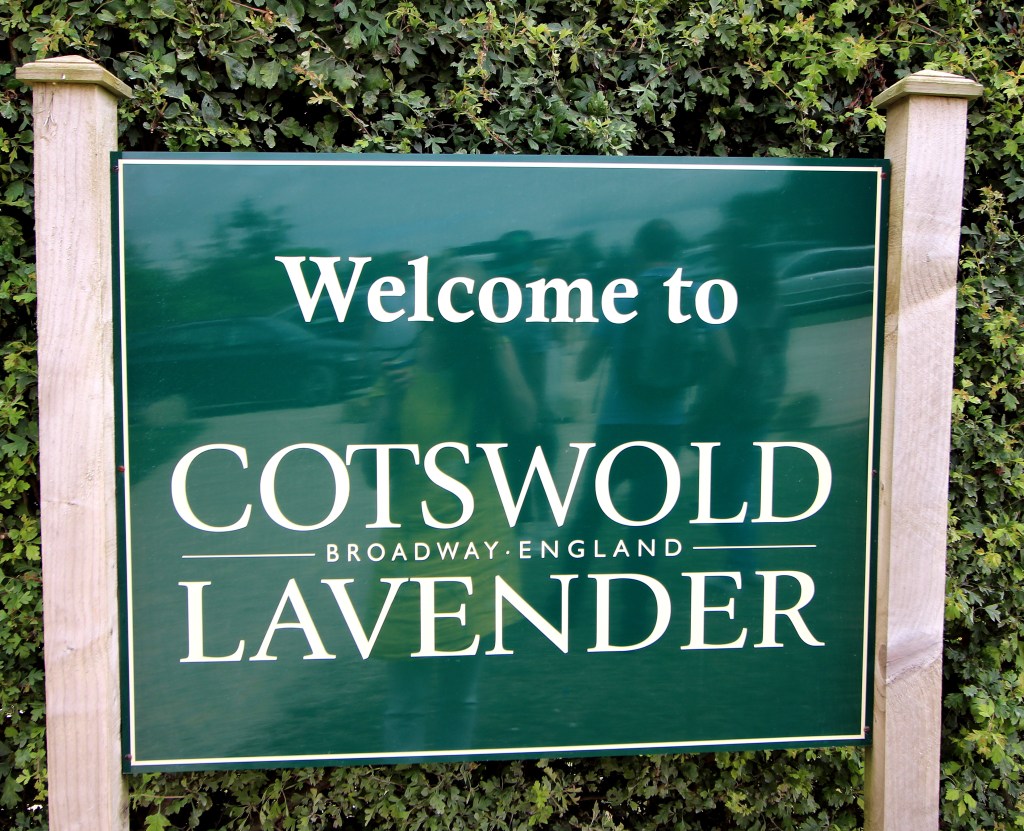 Welcome to
COTSWOLD
BROADWAY · ENGLAND
LAVENDER